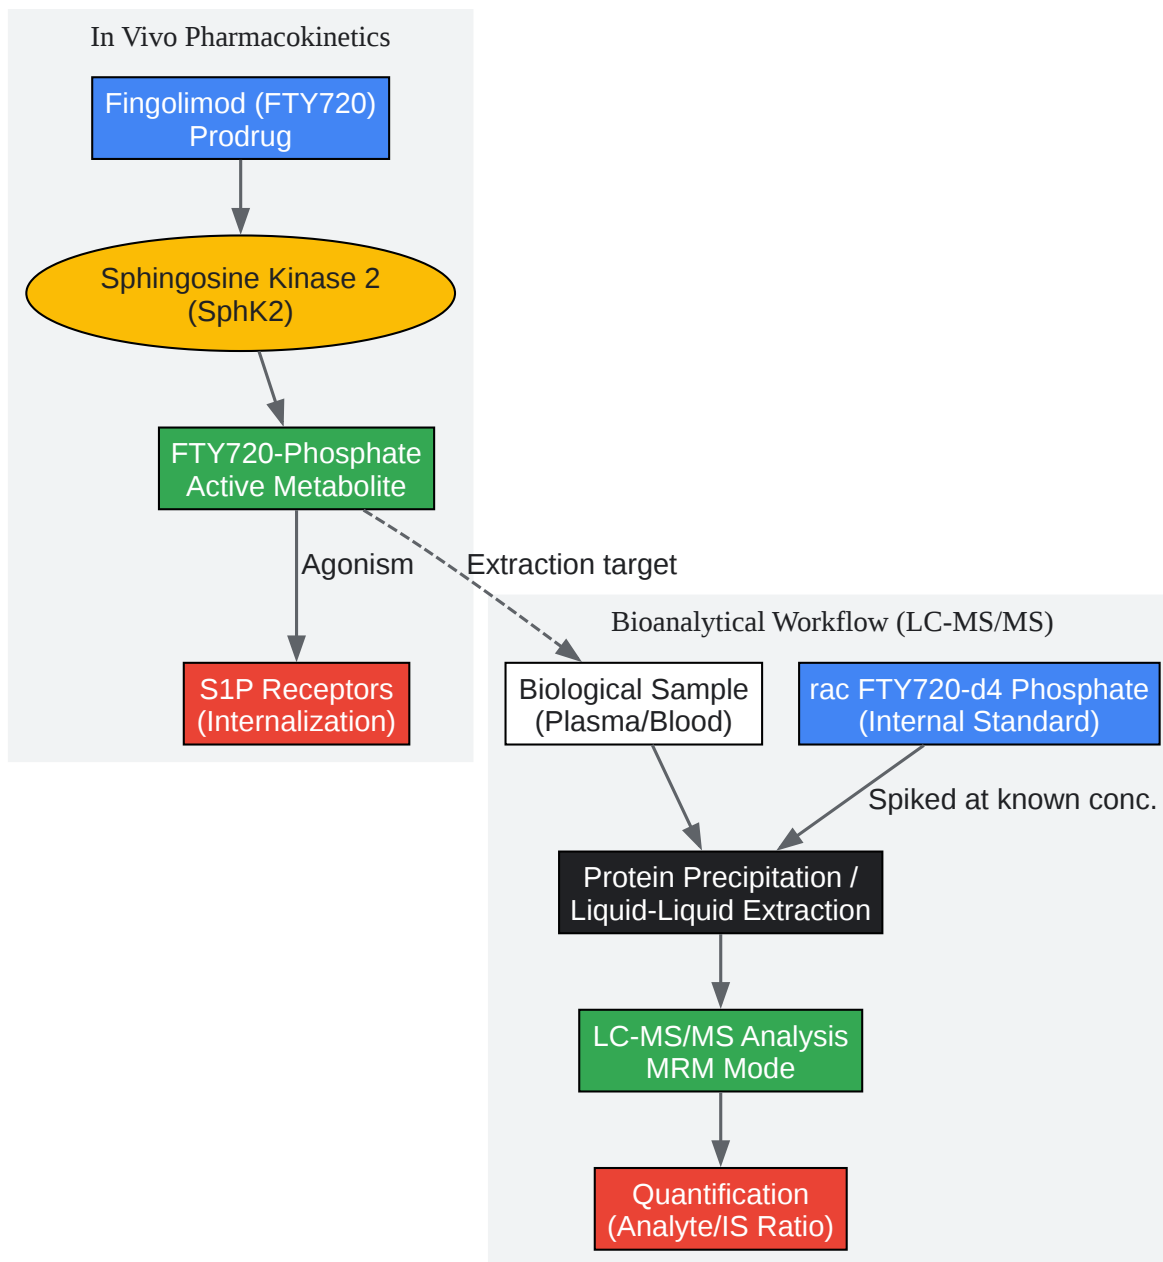 In Vivo Pharmacokinetics
Fingolimod (FTY720)
Prodrug
Sphingosine Kinase 2
(SphK2)
FTY720-Phosphate
Active Metabolite
Agonism
Extraction target
S1P Receptors
(Internalization)
Bioanalytical Workflow (LC-MS/MS)
Biological Sample
(Plasma/Blood)
rac FTY720-d4 Phosphate
(Internal Standard)
Spiked at known conc.
Protein Precipitation /
Liquid-Liquid Extraction
LC-MS/MS Analysis
MRM Mode
Quantification
(Analyte/IS Ratio)